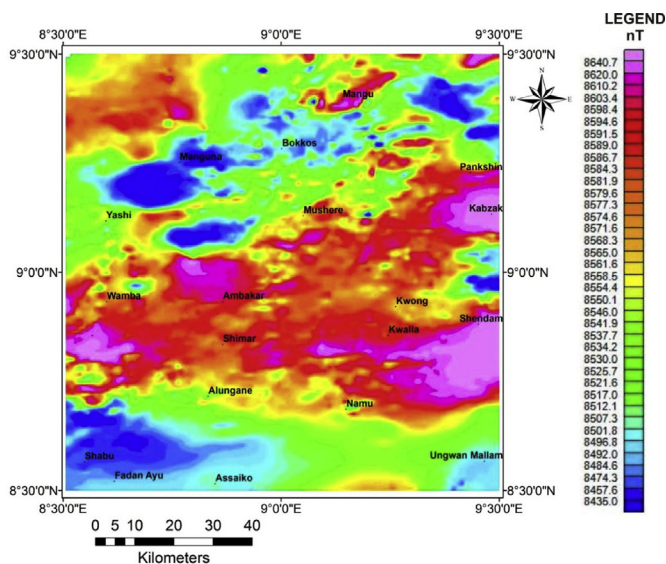 LEGEND
nT
8°30'0"E 9°0'0"E 9°30'0"E
9°30'0"N 9°30'0"N
N
W E
S
8640.7
8620.0
8610.2
8603.4
8598.4
8594.6
8591.5
8589.0
8586.7
8584.3
8581.9
8579.6
8577.3
8574.6
8571.6
8568.3
8565.0
8561.6
8558.5
8554.4
8550.1
8546.0
8541.9
8537.7
8534.2
8530.0
8525.7
8521.6
8517.0
8512.1
8507.3
8501.8
8496.8
8492.0
8484.6
8474.3
8457.6
8435.0
Mangu
Bokkos
Monguna
Pankshin
Kabzak
Yashi
Mushere
9°0'0"N 9°0'0"N
Wamba
Ambakar
Kwong
Shendam
Shimar
Kwalla
Alungane
Namu
Shabu
Ungwan Mallam
Fadan Ayu
Assaiko
8°30'0"N 8°30'0"N
8°30'0"E 9°0'0"E 9°30'0"E
0 5 10 20 30 40
Kilometers